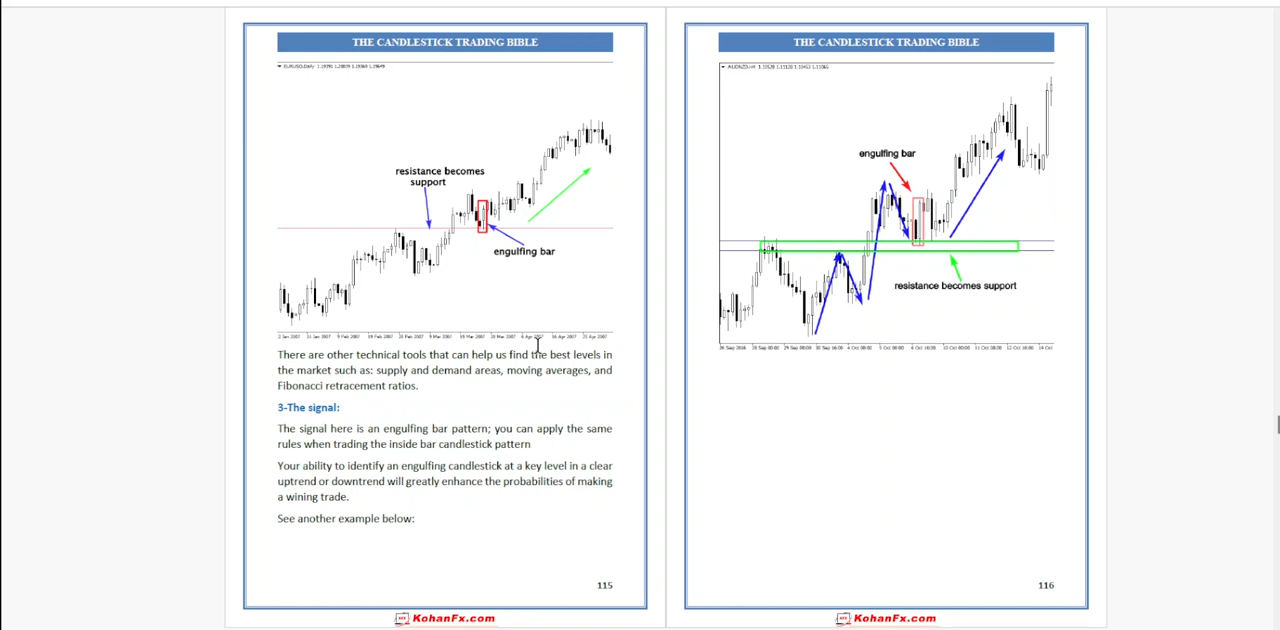 THE CANDLESTICK TRADING BIBLE
resistance becomes
support
engulfing bar
There are other technical tools that can help us find the best levels in
the market such as: supply and demand areas, moving averages, and
Fibonacci retracement ratios.
3-The signal:
The signal here is an engulfing bar pattern; you can apply the same
rules when trading the inside bar candlestick pattern
Your ability to identify an engulfing candlestick at a key level in a clear
uptrend or downtrend will greatly enhance the probabilities of making
a wining trade.
See another example below:
115
KohanFx.com
THE CANDLESTICK TRADING BIBLE
engulfing bar
resistance becomes support
116
KohanFx.com